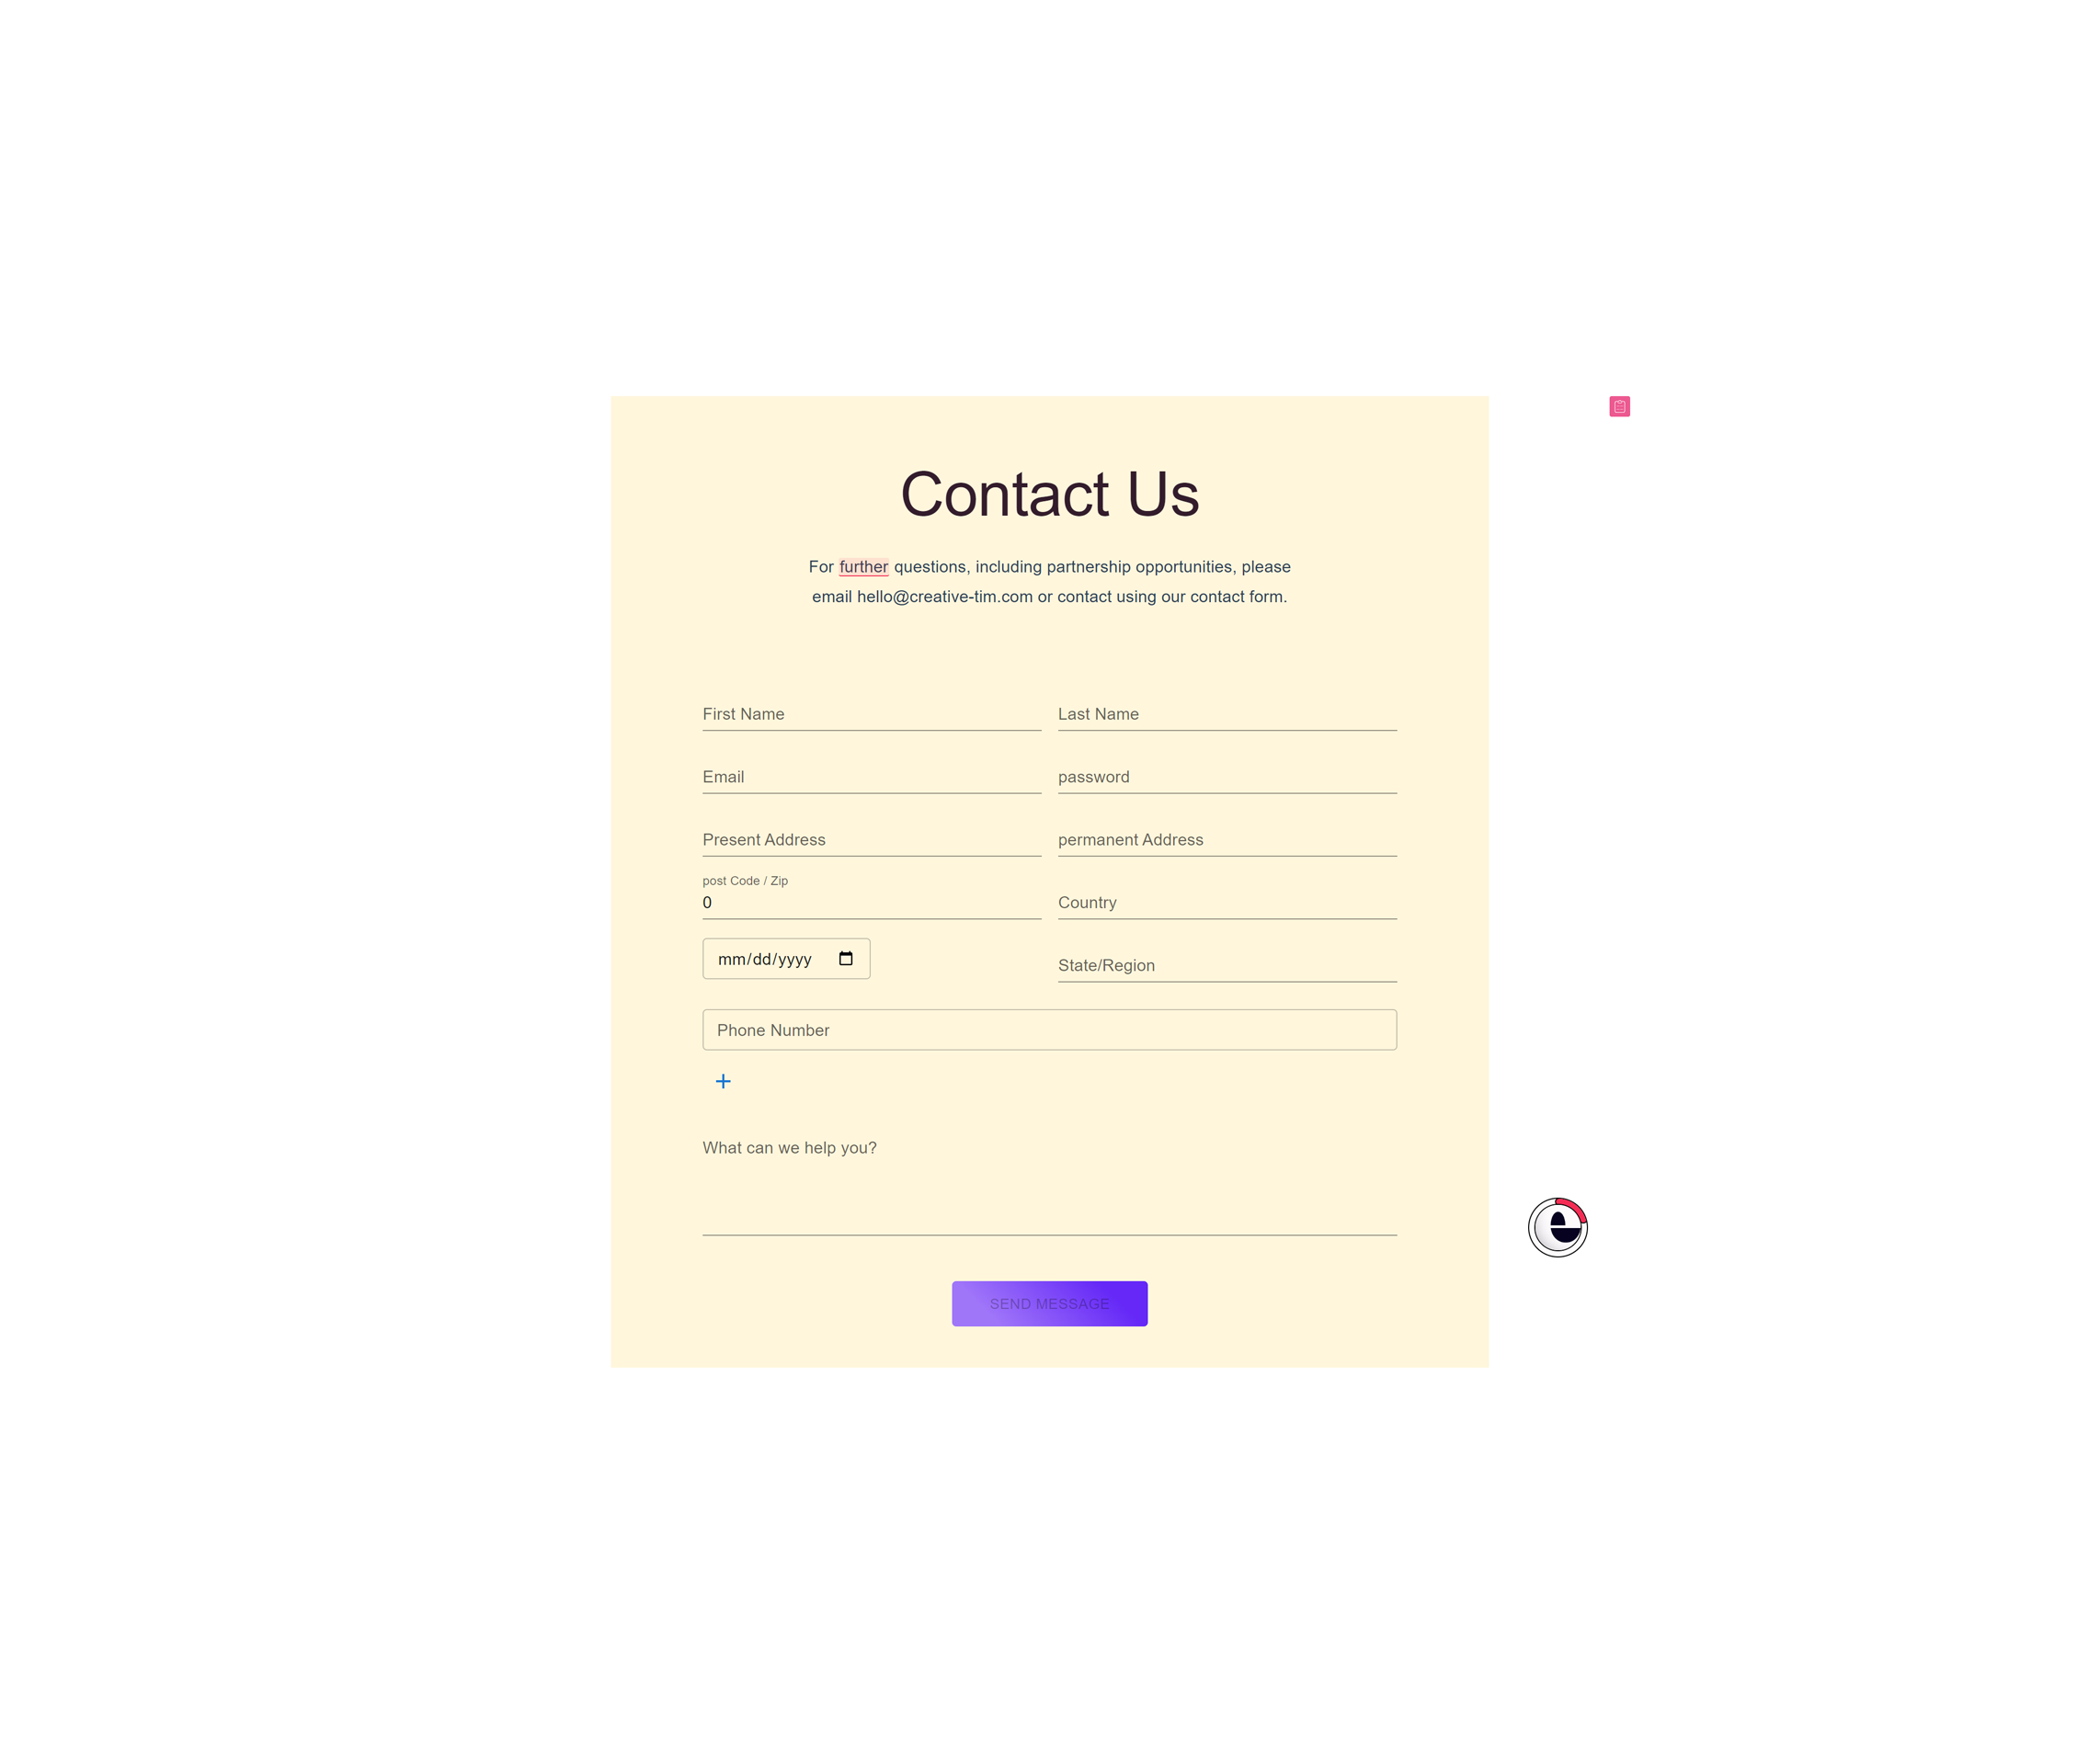 Contact Us
For further questions, including partnership opportunities, please
email hello@creative-tim.com or contact using our contact form.
First Name
Last Name
Email
password
Present Address
permanent Address
post Code / Zip
0
Country
mm/dd/yyyy
State/Region
Phone Number
+
What can we help you?
e
SEND MESSAGE